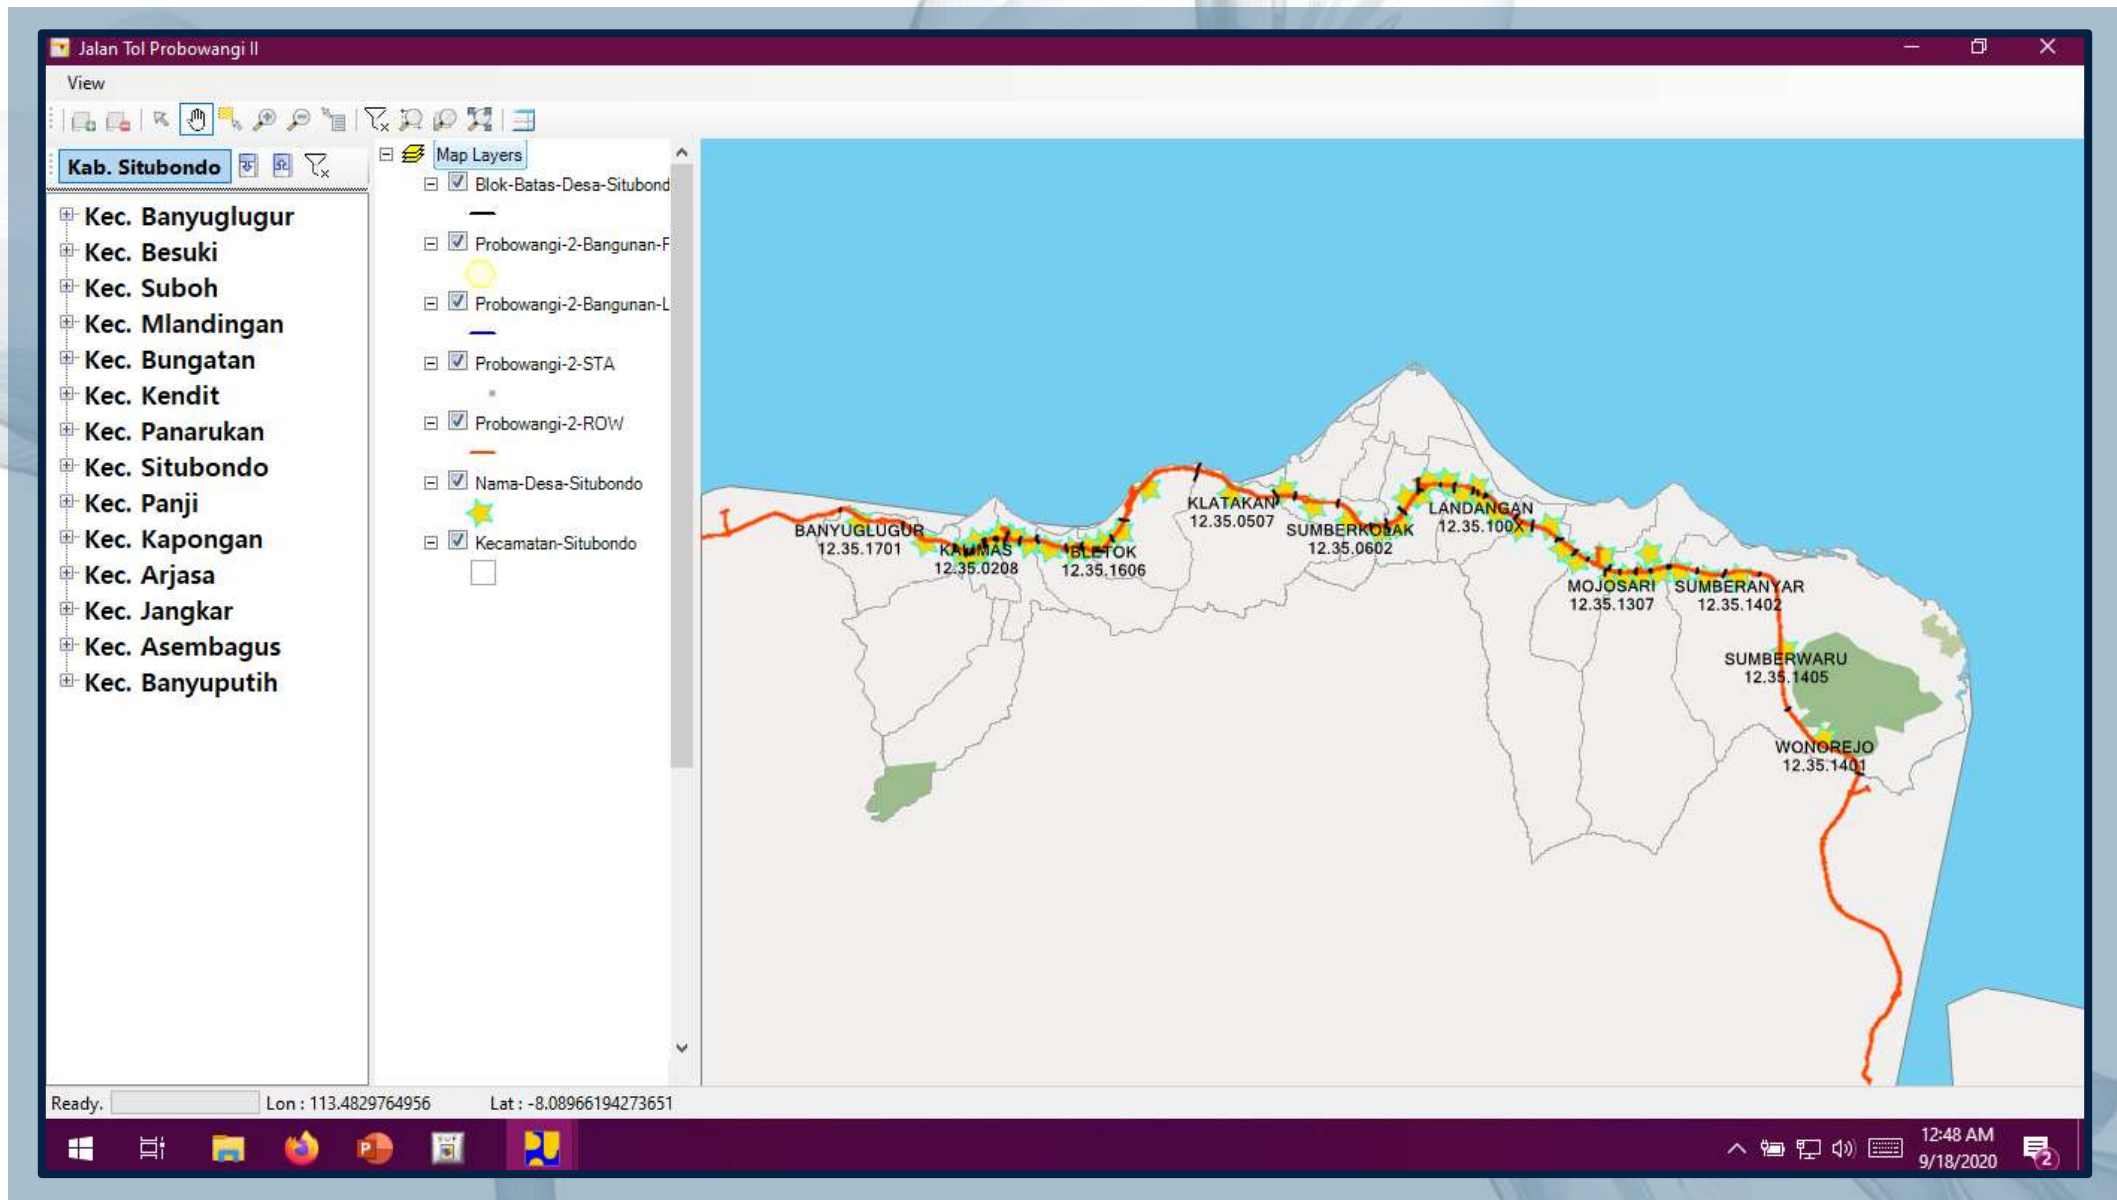 Jalan Tol Probowangi II
View
Kab. Situbondo
Kec. Banyuglugur
Kec. Besuki
Kec. Suboh
Kec. Mlandingan
Kec. Bungatan
Kec. Kendit
Kec. Panarukan
Kec. Situbondo
Kec. Panji
Kec. Kapongan
Kec. Arjasa
Kec. Jangkar
Kec. Asembagus
Kec. Banyuputih
Map Layers
Blok-Batas-Desa-Situbond
Probowangi-2-Bangunan-F
Probowangi-2-Bangunan-L
Probowangi-2-STA
Probowangi-2-ROW
Nama-Desa-Situbondo
Kecamatan-Situbondo
BANYUGLUGUR
12.35.1701
12.35.0208
BLETOK
12.35.1606
KLATAKAN
12.35.0507
SUMBERKOLAK
12.35.0602
LANDANGAN
12.35.100X
MOJOSARI
12.35.1307
SUMBERANYAR
12.35.1402
SUMBERWARU
12.35.1405
WONOREJO
12.35.1401
Ready.
Lon : 113.4829764956
Lat : -8.08966194273651
12:48 AM
9/18/2020
2